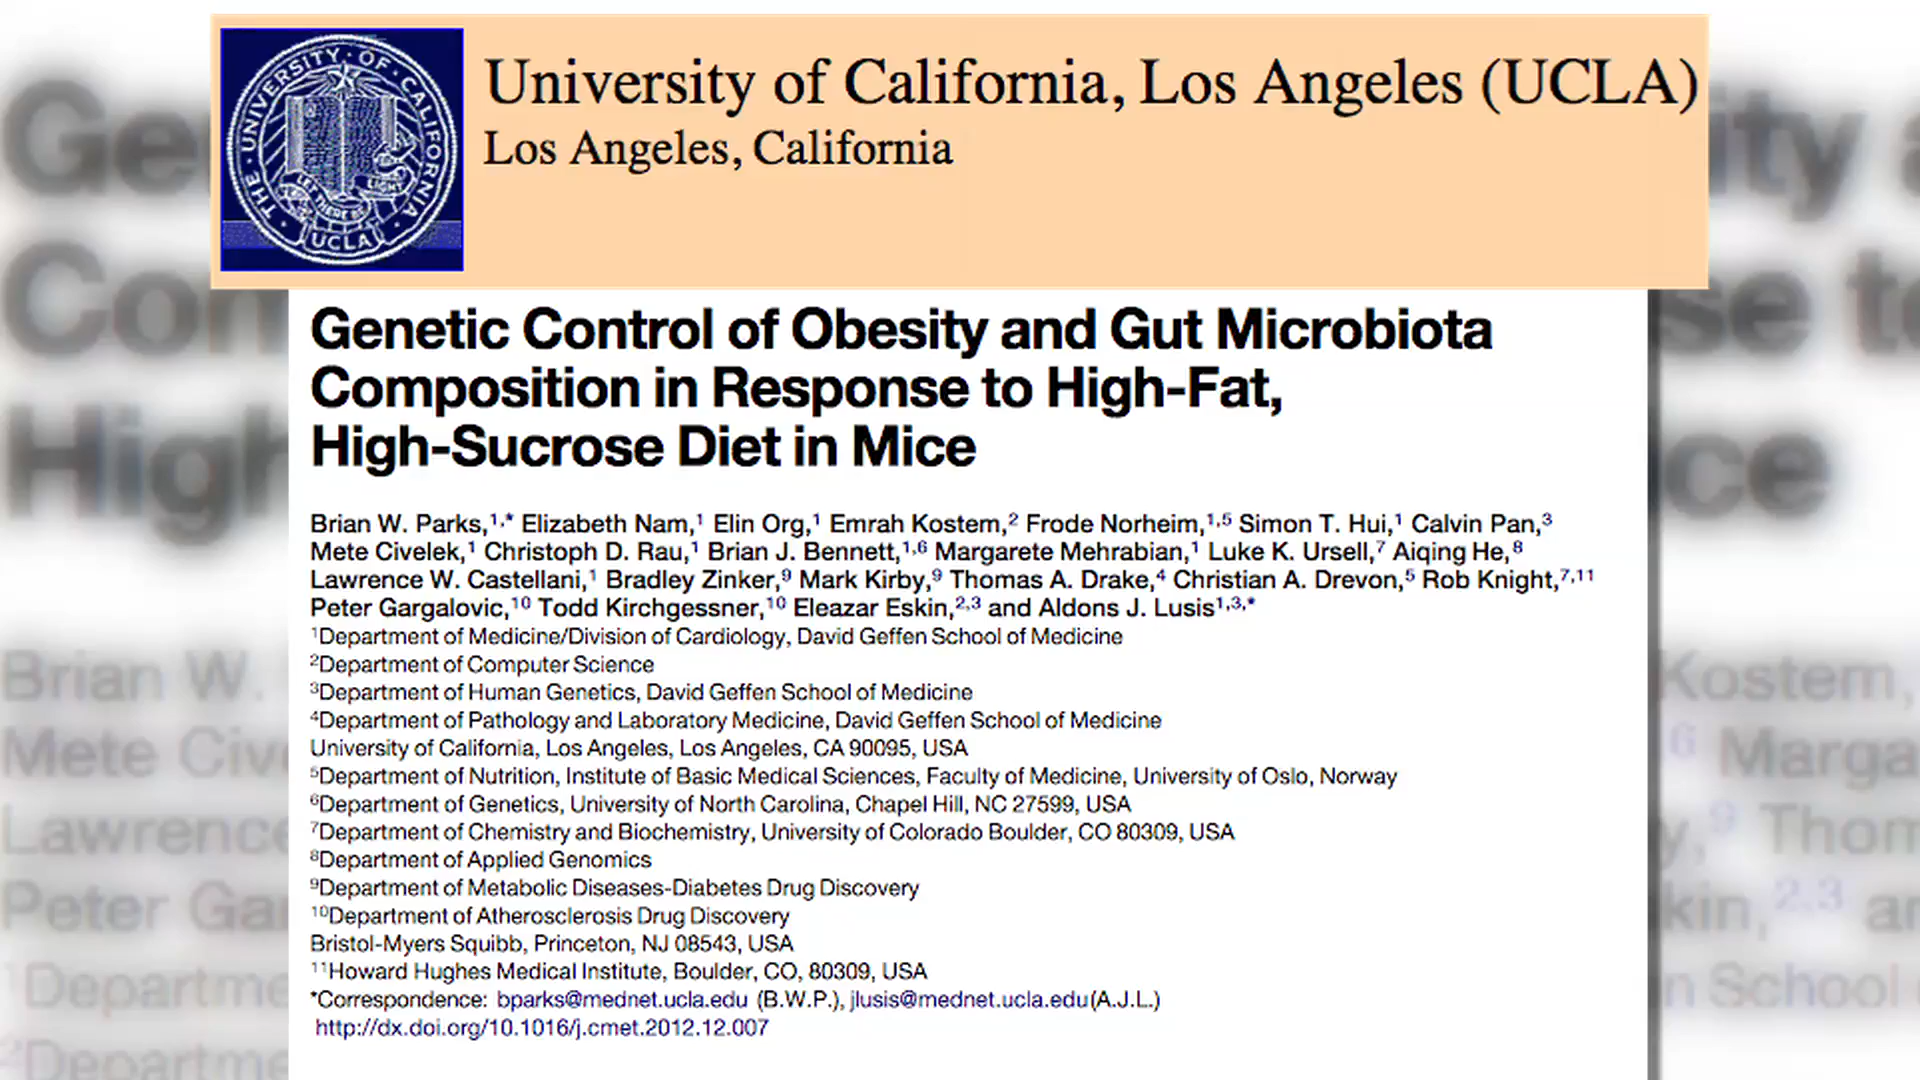 University of California, Los Angeles (UCLA)
Los Angeles, California
THE · UNIVERSITY · OF · CALIFORNIA ·
LET THERE BE LIGHT
UCLA
Genetic Control of Obesity and Gut Microbiota
Composition in Response to High-Fat,
High-Sucrose Diet in Mice
Brian W. Parks,1,* Elizabeth Nam,1 Elin Org,1 Emrah Kostem,2 Frode Norheim,1,5 Simon T. Hui,1 Calvin Pan,3
Mete Civelek,1 Christoph D. Rau,1 Brian J. Bennett,1,6 Margarete Mehrabian,1 Luke K. Ursell,7 Aiqing He,8
Lawrence W. Castellani,1 Bradley Zinker,9 Mark Kirby,9 Thomas A. Drake,4 Christian A. Drevon,5 Rob Knight,7,11
Peter Gargalovic,10 Todd Kirchgessner,10 Eleazar Eskin,2,3 and Aldons J. Lusis1,3,*
1Department of Medicine/Division of Cardiology, David Geffen School of Medicine
2Department of Computer Science
3Department of Human Genetics, David Geffen School of Medicine
4Department of Pathology and Laboratory Medicine, David Geffen School of Medicine
University of California, Los Angeles, Los Angeles, CA 90095, USA
5Department of Nutrition, Institute of Basic Medical Sciences, Faculty of Medicine, University of Oslo, Norway
6Department of Genetics, University of North Carolina, Chapel Hill, NC 27599, USA
7Department of Chemistry and Biochemistry, University of Colorado Boulder, CO 80309, USA
8Department of Applied Genomics
9Department of Metabolic Diseases-Diabetes Drug Discovery
10Department of Atherosclerosis Drug Discovery
Bristol-Myers Squibb, Princeton, NJ 08543, USA
11Howard Hughes Medical Institute, Boulder, CO, 80309, USA
*Correspondence: bparks@mednet.ucla.edu (B.W.P.), jlusis@mednet.ucla.edu(A.J.L.)
http://dx.doi.org/10.1016/j.cmet.2012.12.007